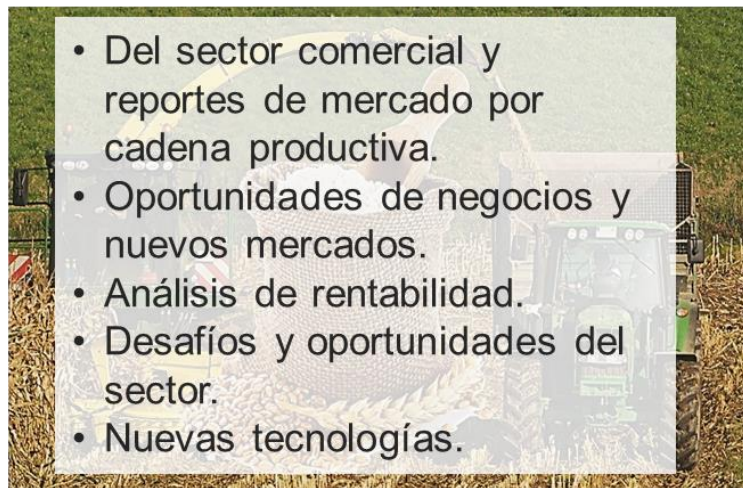 • Del sector comercial y
reportes de mercado por
cadena productiva.
• Oportunidades de negocios y
nuevos mercados.
• Análisis de rentabilidad.
• Desafíos y oportunidades del
sector.
• Nuevas tecnologías.